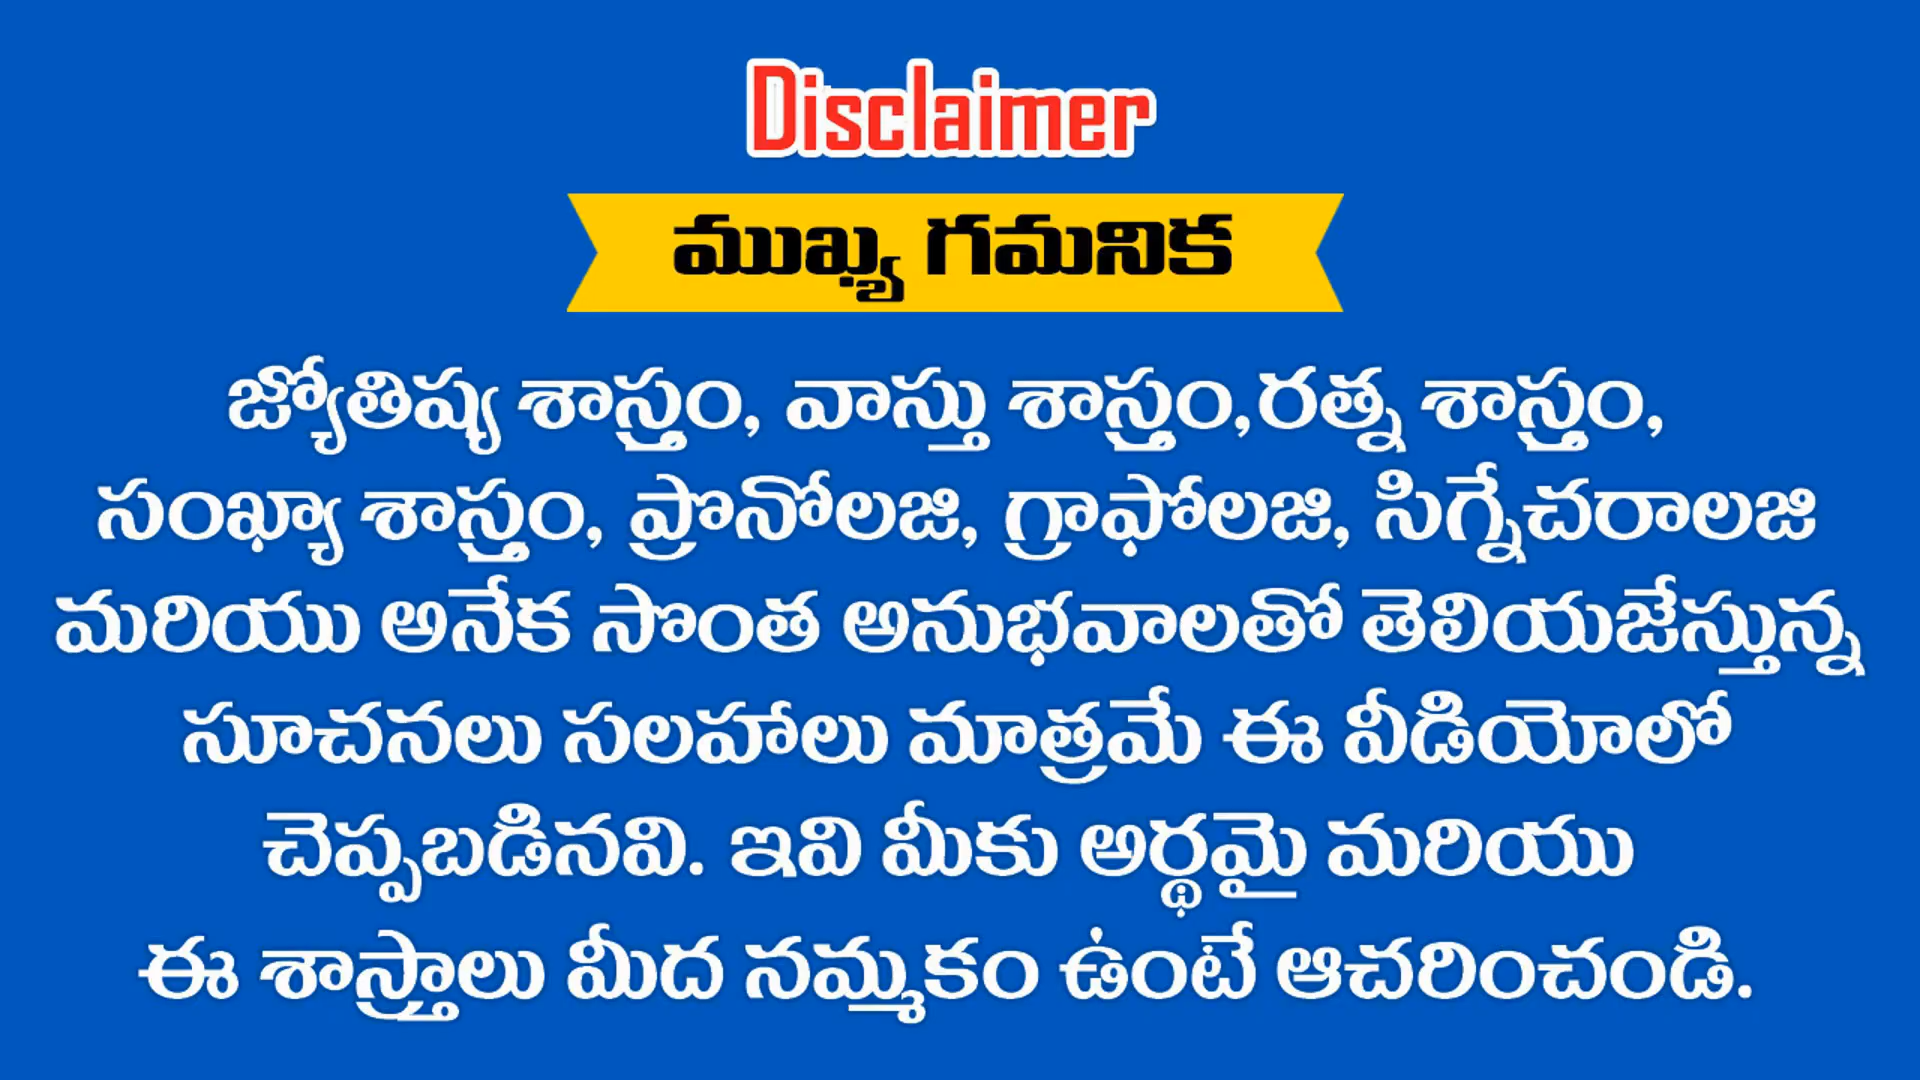 Disclaimer
ముఖ్య గమనిక
జ్యోతిష్య శాస్త్రం, వాస్తు శాస్త్రం,రత్న శాస్త్రం,
సంఖ్యా శాస్త్రం, ప్రొనోలజి, గ్రాఫోలజి, సిగ్నేచరాలజి
మరియు అనేక సొంత అనుభవాలతో తెలియజేస్తున్న
సూచనలు సలహాలు మాత్రమే ఈ వీడియోలో
చెప్పబడినవి. ఇవి మీకు అర్థమై మరియు
ఈ శాస్త్రాలు మీద నమ్మకం ఉంటే ఆచరించండి.